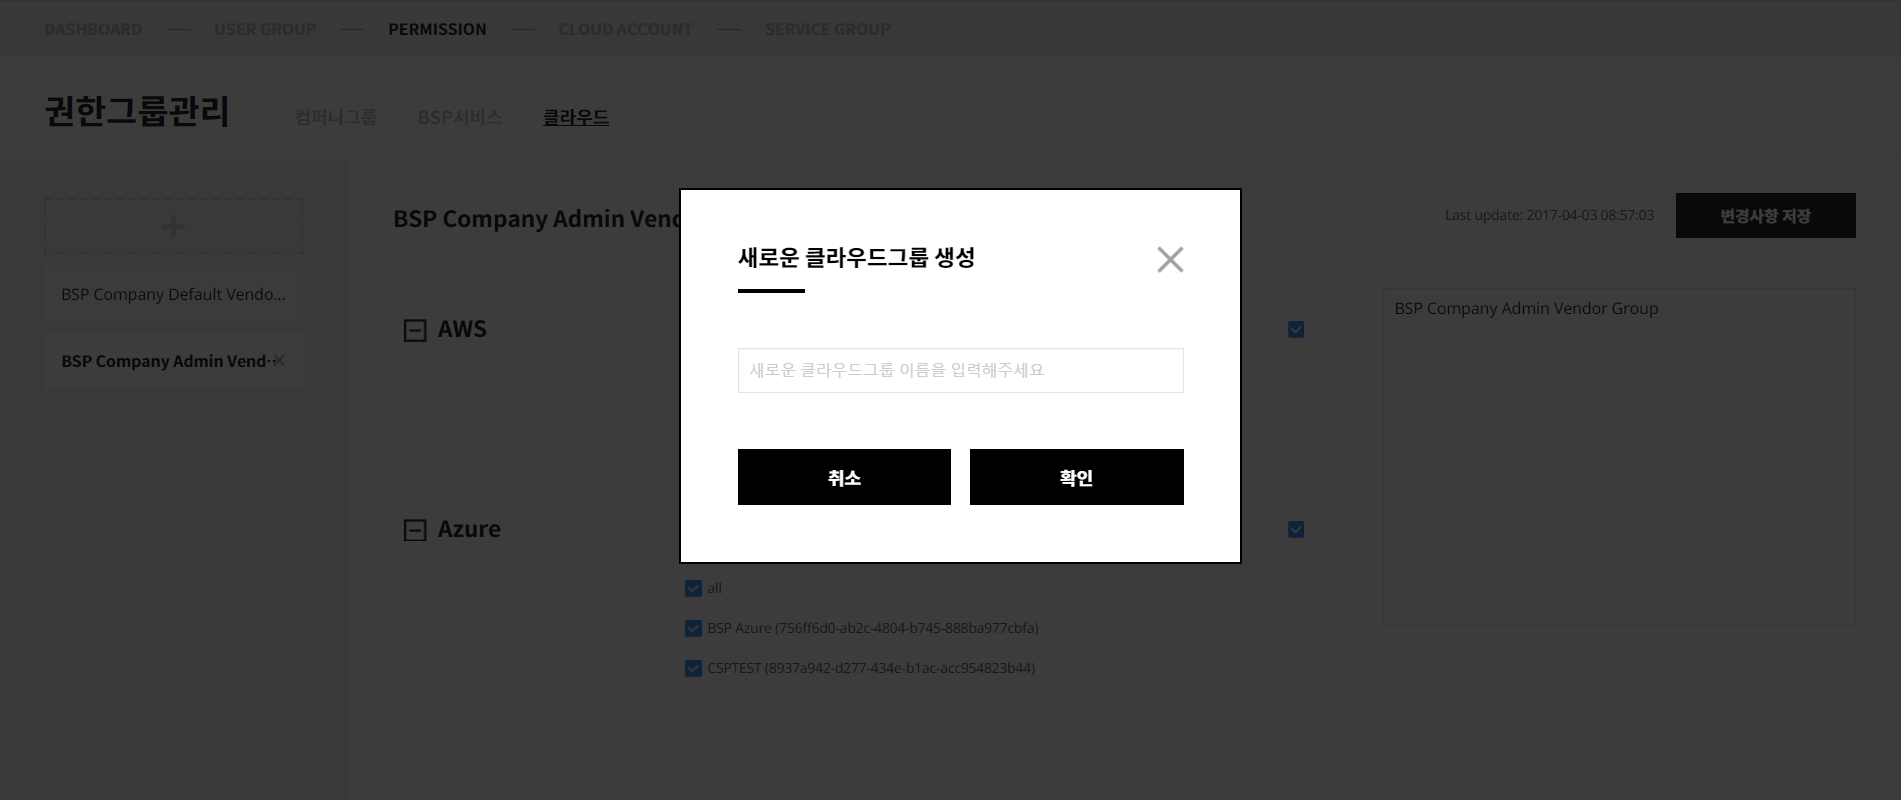 DASHBOARD — USER GROUP — PERMISSION — CLOUD ACCOUNT — SERVICE GROUP
권한그룹관리 컴퍼니그룹 BSP서비스 클라우드
BSP Company Default Vendo...
BSP Company Admin Vend...
BSP Company Admin Vend
Last update: 2017-04-03 08:57:03
변경사항 저장
AWS
Azure
all
BSP Azure (756ff6d0-ab2c-4804-b745-888ba977cbfa)
CSPTEST (8937a942-d277-434e-b1ac-acc954823b44)
BSP Company Admin Vendor Group
새로운 클라우드그룹 생성
새로운 클라우드그룹 이름을 입력해주세요
취소 확인